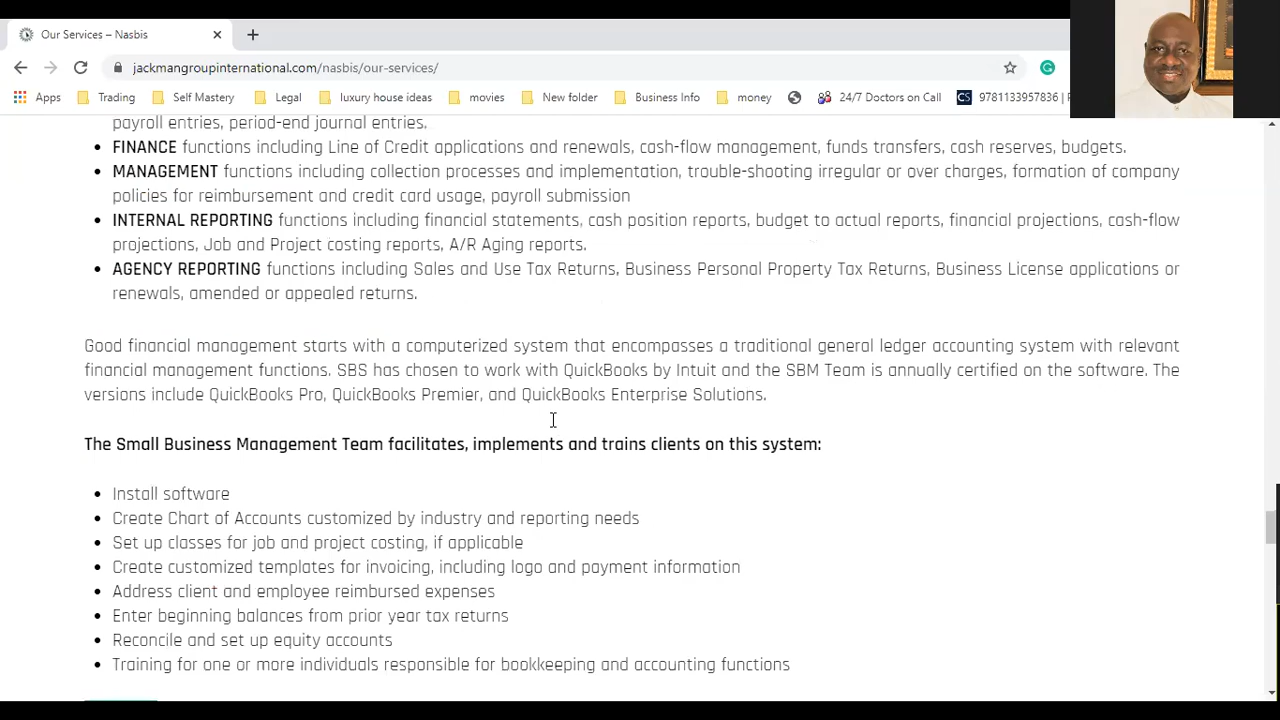 Our Services – Nasbis
jackmangroupinternational.com/nasbis/our-services/
Apps Trading Self Mastery Legal luxury house ideas movies New folder Business Info money 24/7 Doctors on Call CS 9781133957836 |
payroll entries, period-end journal entries.
FINANCE functions including Line of Credit applications and renewals, cash-flow management, funds transfers, cash reserves, budgets.
MANAGEMENT functions including collection processes and implementation, trouble-shooting irregular or over charges, formation of company
policies for reimbursement and credit card usage, payroll submission
INTERNAL REPORTING functions including financial statements, cash position reports, budget to actual reports, financial projections, cash-flow
projections, Job and Project costing reports, A/R Aging reports.
AGENCY REPORTING functions including Sales and Use Tax Returns, Business Personal Property Tax Returns, Business License applications or
renewals, amended or appealed returns.
Good financial management starts with a computerized system that encompasses a traditional general ledger accounting system with relevant
financial management functions. SBS has chosen to work with QuickBooks by Intuit and the SBM Team is annually certified on the software. The
versions include QuickBooks Pro, QuickBooks Premier, and QuickBooks Enterprise Solutions.
The Small Business Management Team facilitates, implements and trains clients on this system:
Install software
Create Chart of Accounts customized by industry and reporting needs
Set up classes for job and project costing, if applicable
Create customized templates for invoicing, including logo and payment information
Address client and employee reimbursed expenses
Enter beginning balances from prior year tax returns
Reconcile and set up equity accounts
Training for one or more individuals responsible for bookkeeping and accounting functions